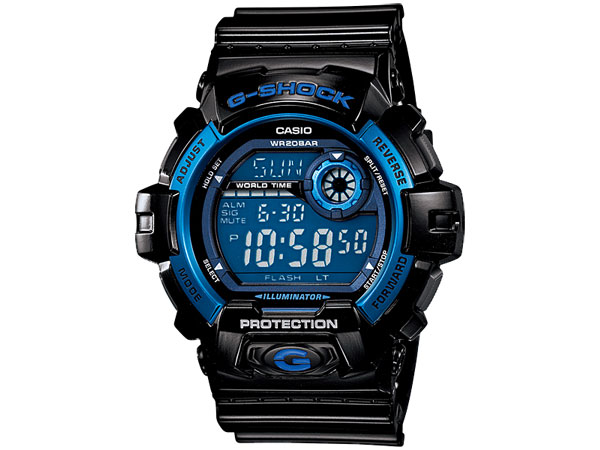 G-SHOCK
CASIO
WR20BAR
ADJUST
HOLD SET
REVERSE
SPLIT/RESET
SUN
WORLD TIME
ALM
SIG
MUTE
6-30
P 10:58 50
FLASH LT
SELECT
MODE
START/STOP
FORWARD
ILLUMINATOR
PROTECTION
G